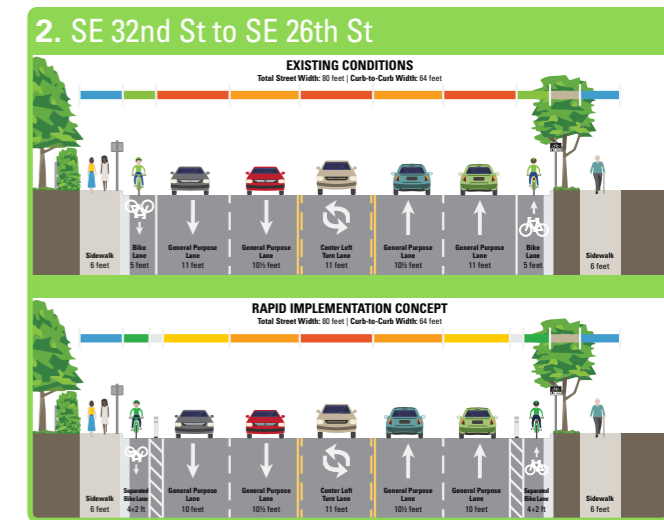 2. SE 32nd St to SE 26th St
EXISTING CONDITIONS
Total Street Width: 80 feet | Curb-to-Curb Width: 64 feet
Sidewalk
6 feet
Bike
Lane
5 feet
General Purpose
Lane
11 feet
General Purpose
Lane
10½ feet
Center Left
Turn Lane
11 feet
General Purpose
Lane
10½ feet
General Purpose
Lane
11 feet
Bike
Lane
5 feet
Sidewalk
6 feet
RAPID IMPLEMENTATION CONCEPT
Total Street Width: 80 feet | Curb-to-Curb Width: 64 feet
Sidewalk
6 feet
Separated
Bike Lane
4+2 ft
General Purpose
Lane
10 feet
General Purpose
Lane
10½ feet
Center Left
Turn Lane
11 feet
General Purpose
Lane
10½ feet
General Purpose
Lane
10 feet
Separated
Bike Lane
4+2 ft
Sidewalk
6 feet